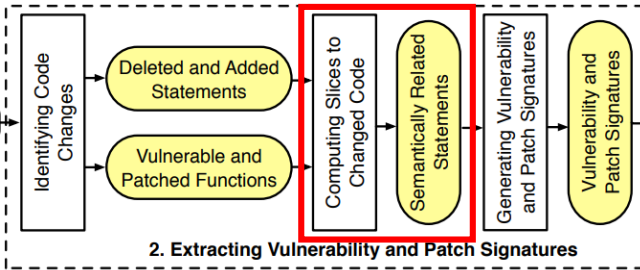 Identifying Code
Changes
Deleted and Added
Statements
Vulnerable and
Patched Functions
Computing Slices to
Changed Code
Semantically Related
Statements
Generating Vulnerability
and Patch Signatures
Vulnerability and
Patch Signatures
2. Extracting Vulnerability and Patch Signatures